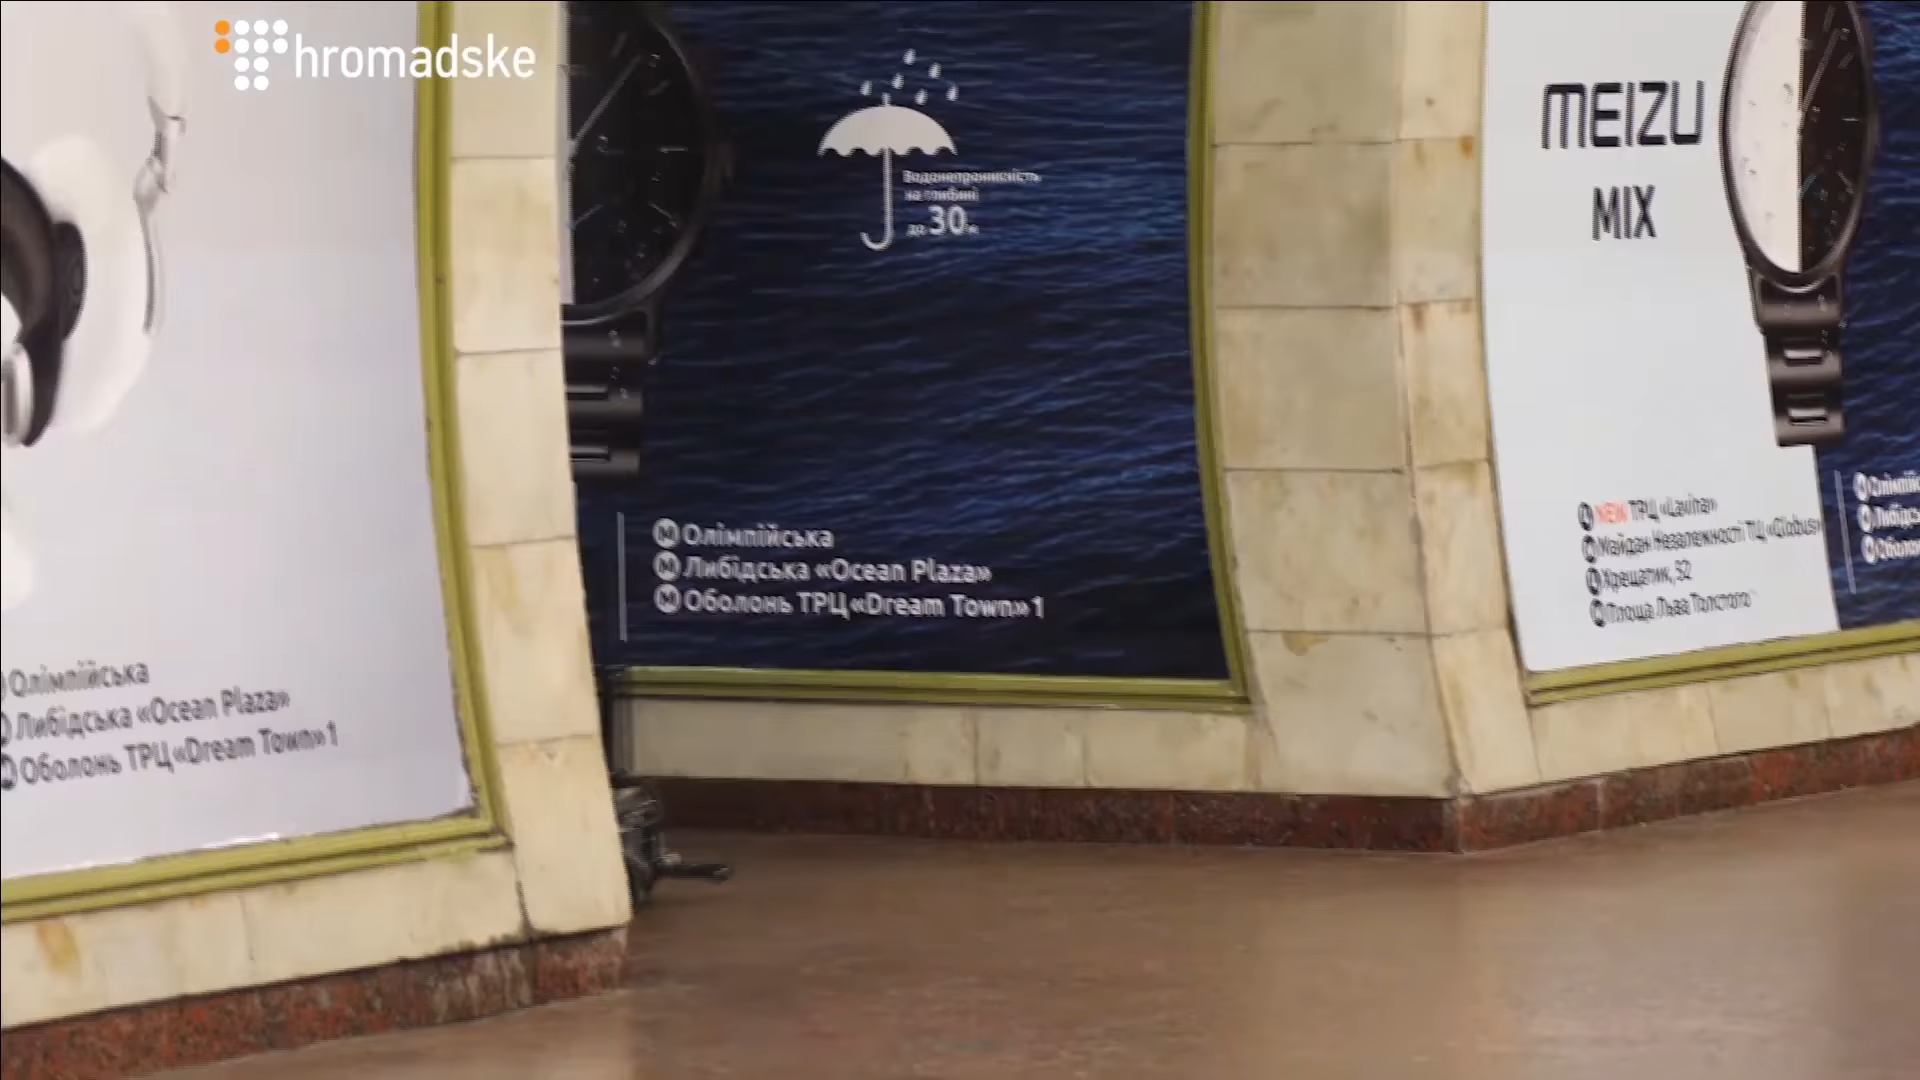 hromadske
Олімпійська
Либідська «Ocean Plaza»
Оболонь ТРЦ «Dream Town» 1
Водонепроникність
на глибині
до 30 м
Олімпійська
Либідська «Ocean Plaza»
Оболонь ТРЦ «Dream Town» 1
MEIZU
MIX
NEW ТРЦ «Lavina»
Майдан Незалежності ТЦ «Globus»
Хрещатик, 52
Площа Льва Толстого